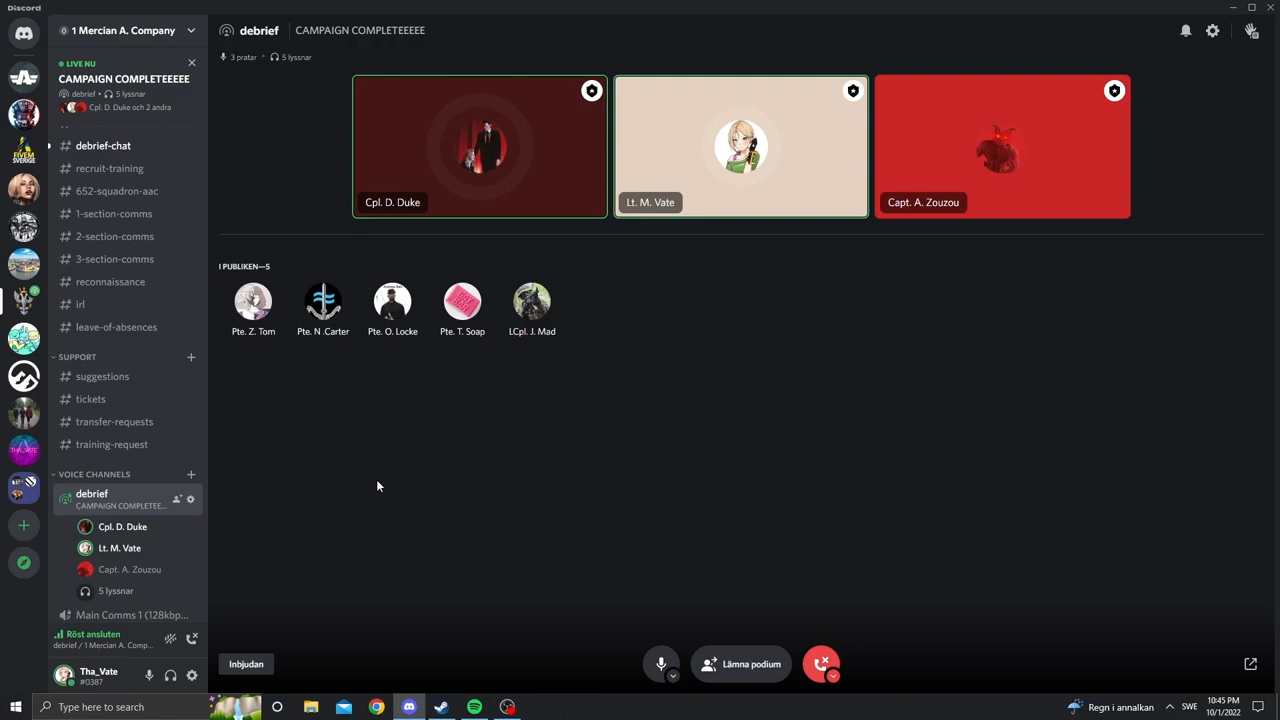 Discord
1 Mercian A. Company
LIVE NU
CAMPAIGN COMPLETEEEE
debrief • 5 lyssnar
Cpl. D. Duke och 2 andra
debrief-chat
recruit-training
652-squadron-aac
1-section-comms
2-section-comms
3-section-comms
reconnaissance
irl
leave-of-absences
SUPPORT
suggestions
tickets
transfer-requests
training-request
VOICE CHANNELS
debrief
CAMPAIGN COMPLETEE...
Cpl. D. Duke
Lt. M. Vate
Capt. A. Zouzou
5 lyssnar
Main Comms 1 (128kbp...
Röst ansluten
debrief / 1 Mercian A. Comp...
Tha_Vate
#0387
debrief
CAMPAIGN COMPLETEEEE
3 pratar • 5 lyssnar
Cpl. D. Duke
Lt. M. Vate
Capt. A. Zouzou
I PUBLIKEN—5
Pte. Z. Tom
Pte. N .Carter
Pte. O. Locke
Pte. T. Soap
LCpl. J. Mad
Inbjudan
Lämna podium
Type here to search
Regn i annalkan
SWE
10:45 PM
10/1/2022